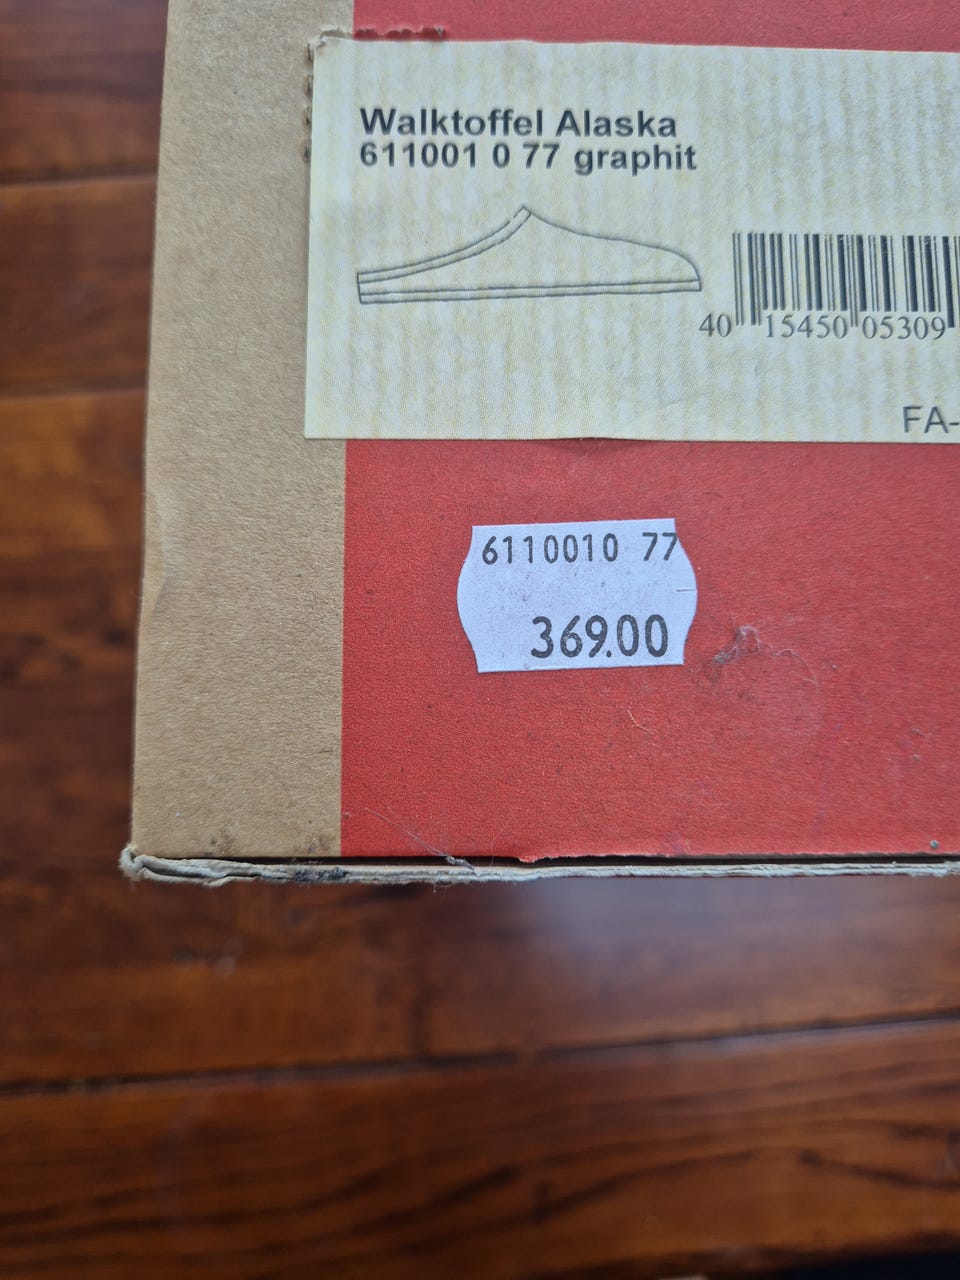 Walktoffel Alaska
611001 0 77 graphit
40 15450 05309
FA-
6110010 77
369.00